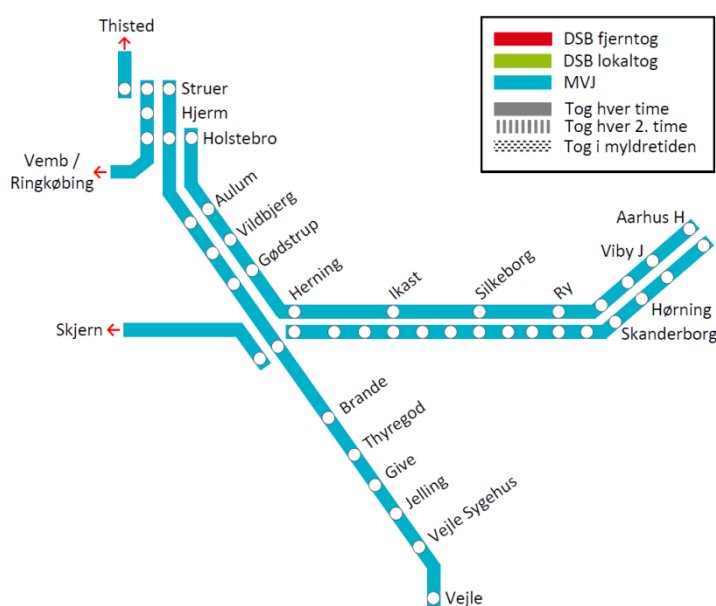 Thisted
DSB fjerntog
DSB lokaltog
MVJ
Tog hver time
Tog hver 2. time
Tog i myldretiden
Struer
Hjerm
Holstebro
Vemb /
Ringkøbing
Aulum
Vildbjerg
Gødstrup
Herning
Ikast
Silkeborg
Ry
Aarhus H
Viby J
Hørning
Skanderborg
Skjern
Brande
Thyregod
Give
Jelling
Vejle Sygehus
Vejle